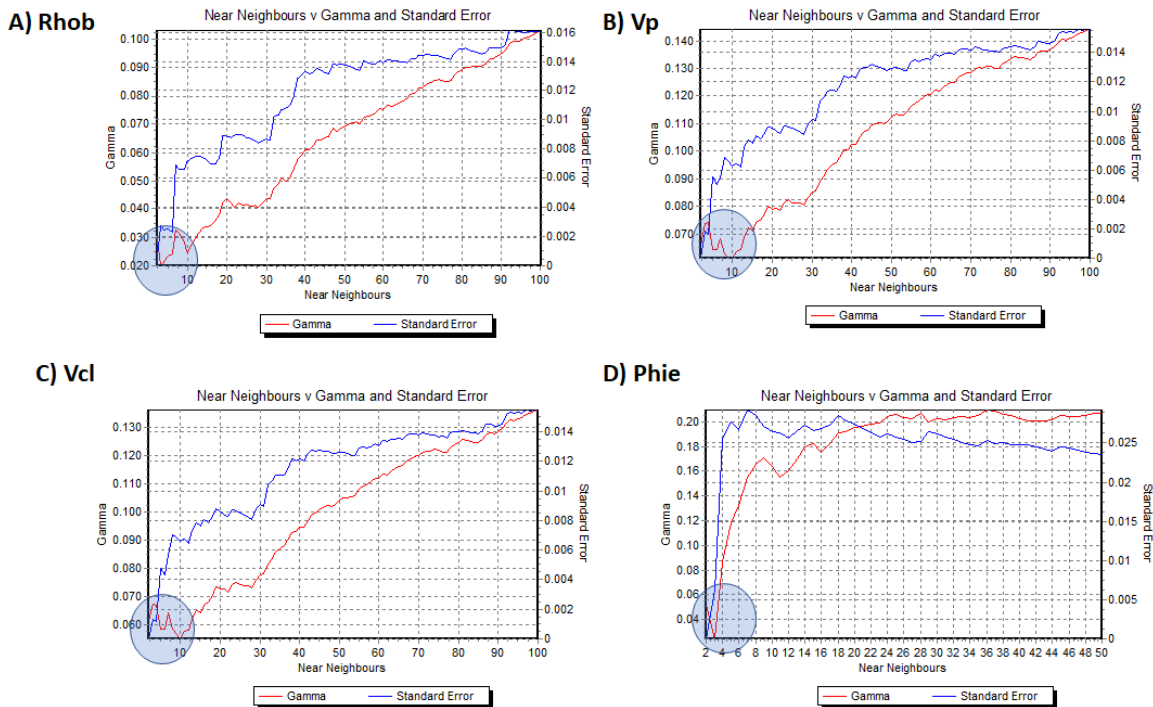 A) Rhob
Near Neighbours v Gamma and Standard Error
0.100
0.090
0.080
0.070
0.060
0.050
0.040
0.030
0.020
Gamma
0.016
0.014
0.012
0.01
0.008
0.006
0.004
0.002
0
Standard Error
10 20 30 40 50 60 70 80 90 100
Near Neighbours
Gamma Standard Error
B) Vp
Near Neighbours v Gamma and Standard Error
0.140
0.130
0.120
0.110
0.100
0.090
0.080
0.070
Gamma
0.014
0.012
0.01
0.008
0.006
0.004
0.002
0
Standard Error
10 20 30 40 50 60 70 80 90 100
Near Neighbours
Gamma Standard Error
C) Vcl
Near Neighbours v Gamma and Standard Error
0.130
0.120
0.110
0.100
0.090
0.080
0.070
0.060
Gamma
0.014
0.012
0.01
0.008
0.006
0.004
0.002
0
Standard Error
10 20 30 40 50 60 70 80 90 100
Near Neighbours
Gamma Standard Error
D) Phie
Near Neighbours v Gamma and Standard Error
0.20
0.18
0.16
0.14
0.12
0.10
0.08
0.06
0.04
Gamma
0.025
0.02
0.015
0.01
0.005
0
Standard Error
2 4 6 8 10 12 14 16 18 20 22 24 26 28 30 32 34 36 38 40 42 44 46 48 50
Near Neighbours
Gamma Standard Error